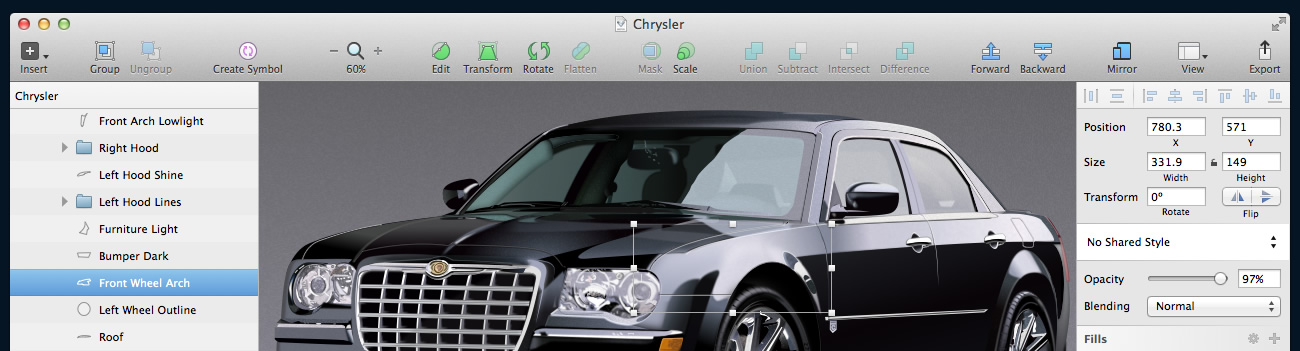 Chrysler
Insert Group Ungroup Create Symbol 60% Edit Transform Rotate Flatten Mask Scale Union Subtract Intersect Difference Forward Backward Mirror View Export
Chrysler
Front Arch Lowlight
Right Hood
Left Hood Shine
Left Hood Lines
Furniture Light
Bumper Dark
Front Wheel Arch
Left Wheel Outline
Roof
Position 780.3 571
X Y
Size 331.9 149
Width Height
Transform 0°
Rotate Flip
No Shared Style
Opacity 97%
Blending Normal
Fills